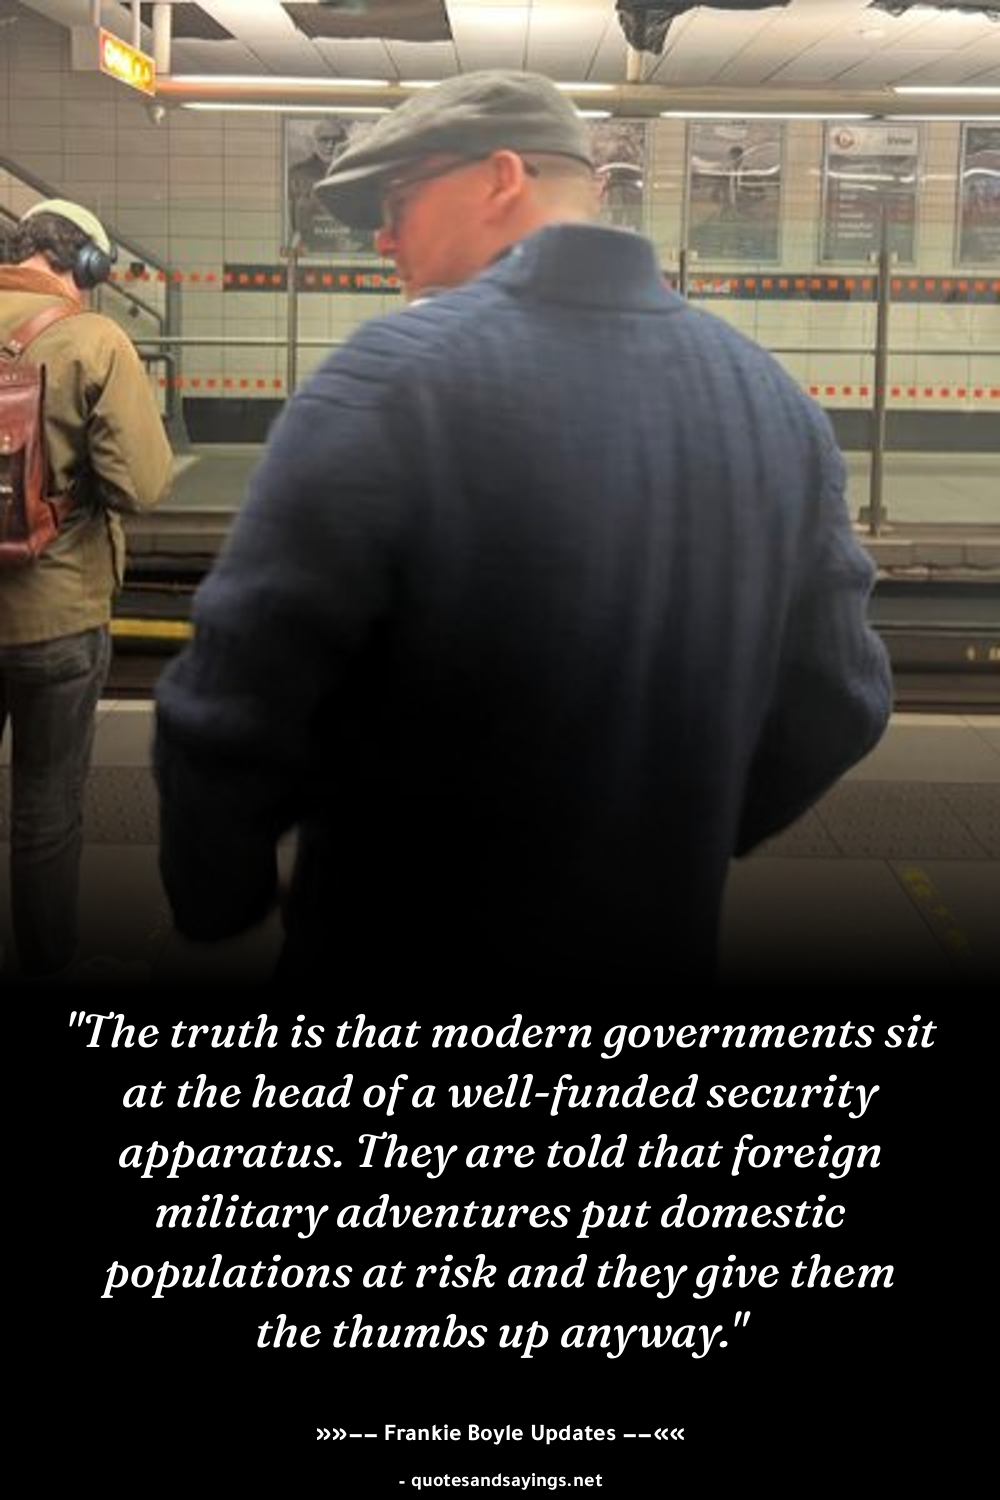 "The truth is that modern governments sit
at the head of a well-funded security
apparatus. They are told that foreign
military adventures put domestic
populations at risk and they give them
the thumbs up anyway."
»»–– Frankie Boyle Updates ––««
- quotesandsayings.net